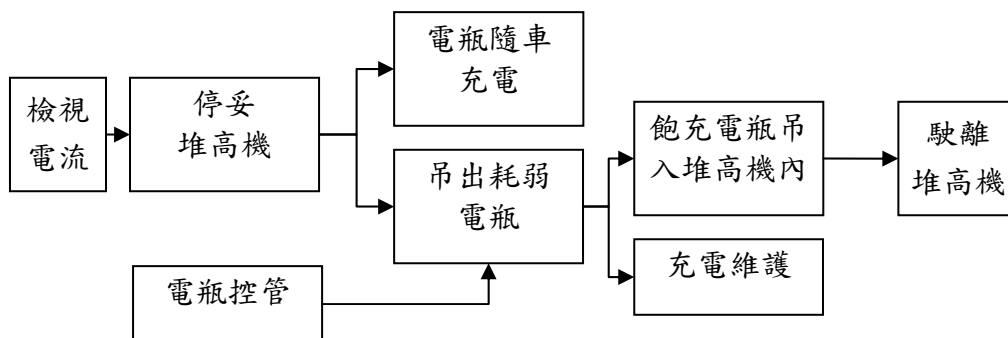 檢視
電流
停妥
堆高機
電瓶隨車
充電
吊出耗弱
電瓶
電瓶控管
飽充電瓶吊
入堆高機內
充電維護
駛離
堆高機